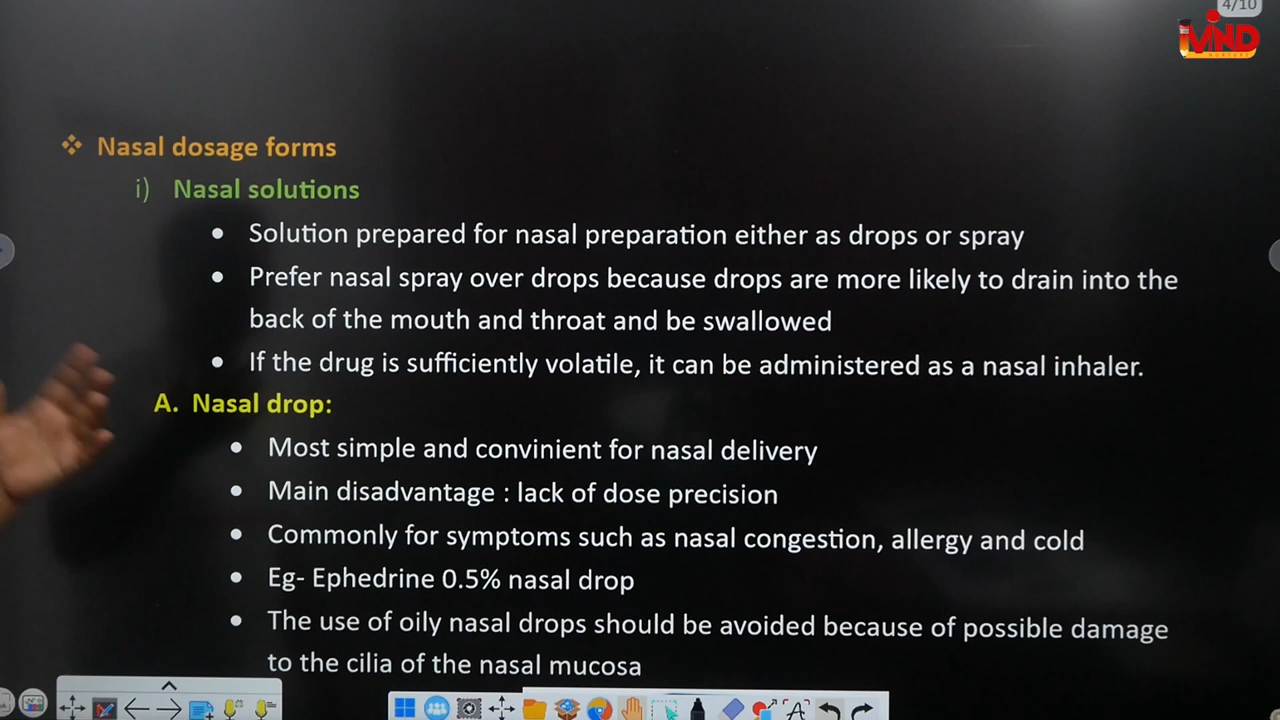 4/10
MIND
❖ Nasal dosage forms
i) Nasal solutions
• Solution prepared for nasal preparation either as drops or spray
• Prefer nasal spray over drops because drops are more likely to drain into the
back of the mouth and throat and be swallowed
• If the drug is sufficiently volatile, it can be administered as a nasal inhaler.
A. Nasal drop:
• Most simple and convinient for nasal delivery
• Main disadvantage : lack of dose precision
• Commonly for symptoms such as nasal congestion, allergy and cold
• Eg- Ephedrine 0.5% nasal drop
• The use of oily nasal drops should be avoided because of possible damage
to the cilia of the nasal mucosa